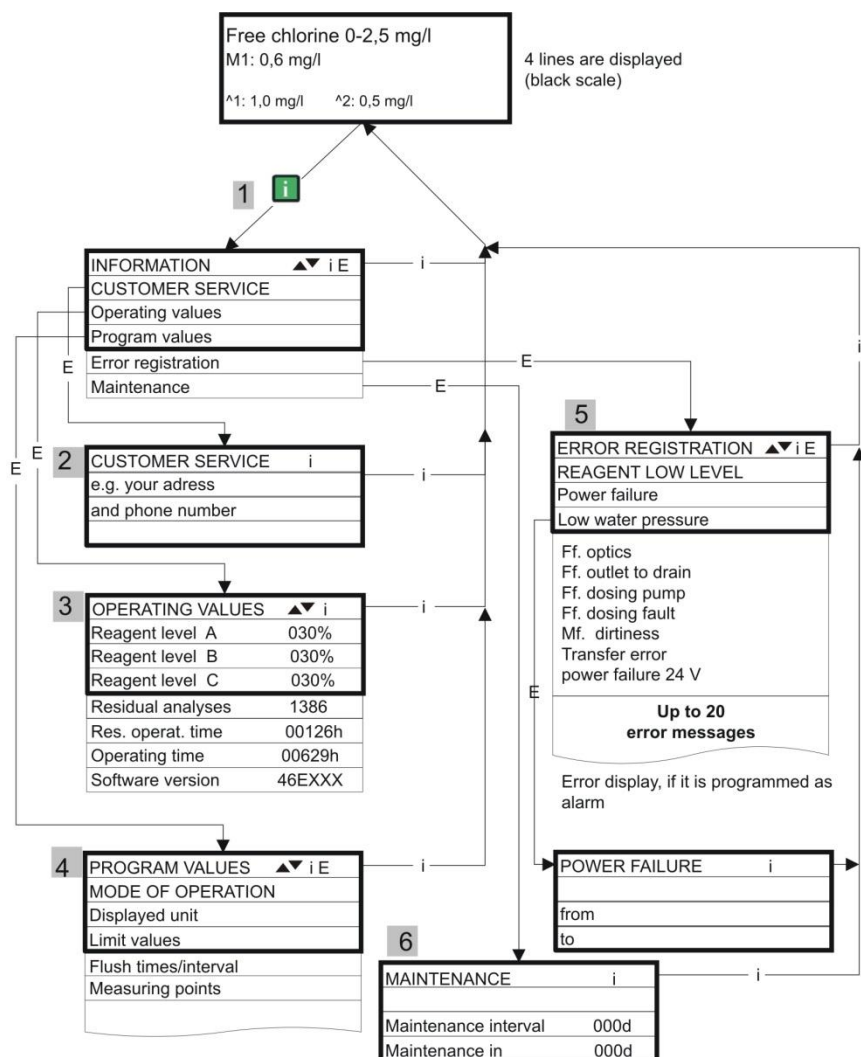 Free chlorine 0-2,5 mg/l
M1: 0,6 mg/l
^1: 1,0 mg/l ^2: 0,5 mg/l
4 lines are displayed
(black scale)
1 i
INFORMATION ▲▼ i E
CUSTOMER SERVICE
Operating values
Program values
Error registration
Maintenance
i
E
E
E
E
E
i
2
CUSTOMER SERVICE i
e.g. your adress
and phone number
i
3
OPERATING VALUES ▲▼ i
Reagent level A 030%
Reagent level B 030%
Reagent level C 030%
Residual analyses 1386
Res. operat. time 00126h
Operating time 00629h
Software version 46EXXX
i
4
PROGRAM VALUES ▲▼ i E
MODE OF OPERATION
Displayed unit
Limit values
Flush times/interval
Measuring points
i
5
ERROR REGISTRATION ▲▼ i E
REAGENT LOW LEVEL
Power failure
Low water pressure
Ff. optics
Ff. outlet to drain
Ff. dosing pump
Ff. dosing fault
Mf. dirtiness
Transfer error
power failure 24 V
Up to 20
error messages
Error display, if it is programmed as
alarm
E
POWER FAILURE i
from
to
6
MAINTENANCE i
Maintenance interval 000d
Maintenance in 000d
i